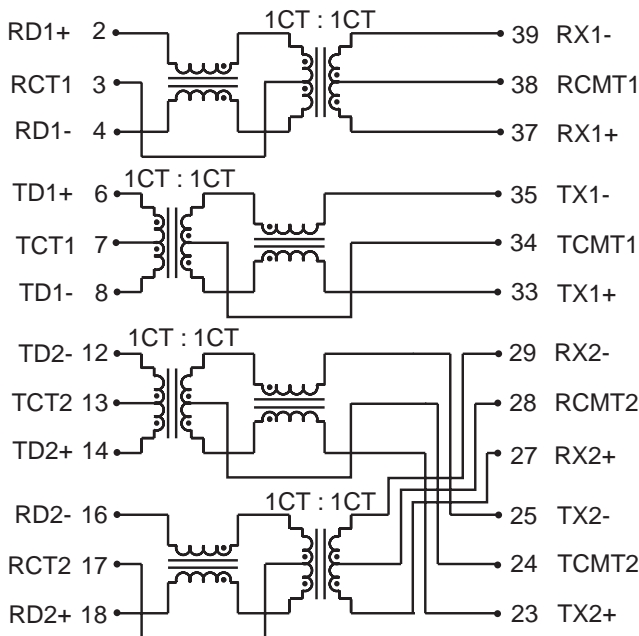 1CT : 1CT
RD1+ 2 39 RX1-
RCT1 3 38 RCMT1
RD1- 4 37 RX1+
1CT : 1CT
TD1+ 6 35 TX1-
TCT1 7 34 TCMT1
TD1- 8 33 TX1+
1CT : 1CT
TD2- 12 29 RX2-
TCT2 13 28 RCMT2
TD2+ 14 27 RX2+
1CT : 1CT
RD2- 16 25 TX2-
RCT2 17 24 TCMT2
RD2+ 18 23 TX2+